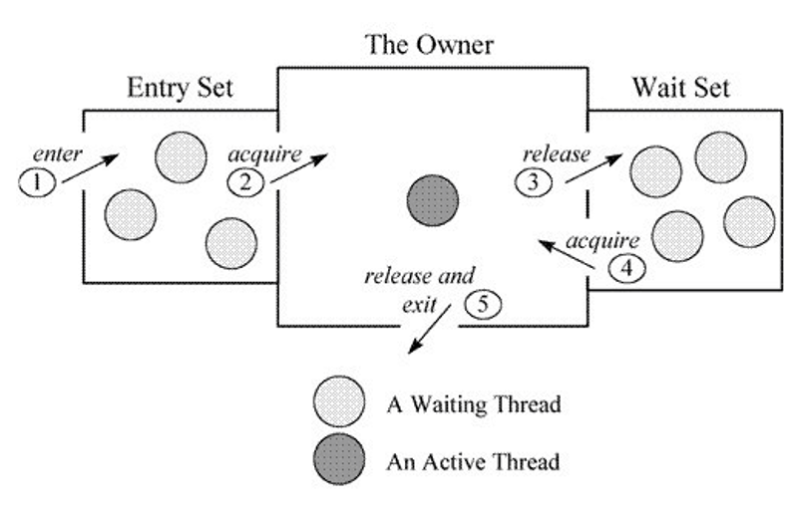 The Owner
Entry Set
Wait Set
enter
1
acquire
2
release
3
acquire
4
release and
exit
5
A Waiting Thread
An Active Thread